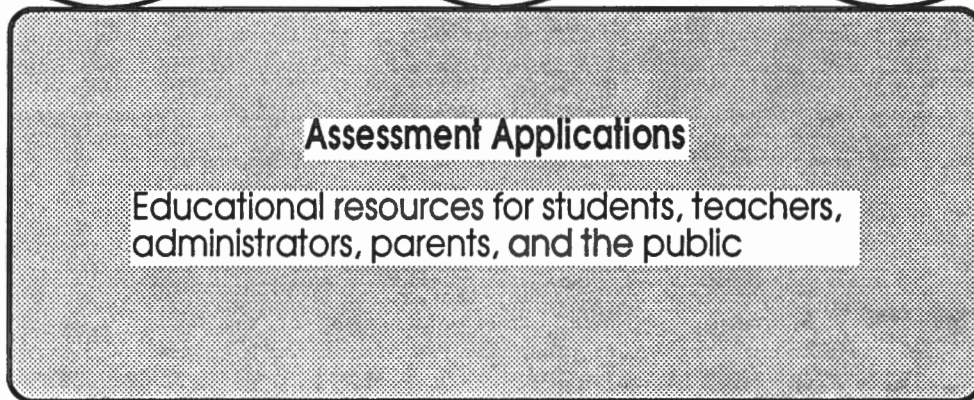 Assessment Applications
Educational resources for students, teachers,
administrators, parents, and the public